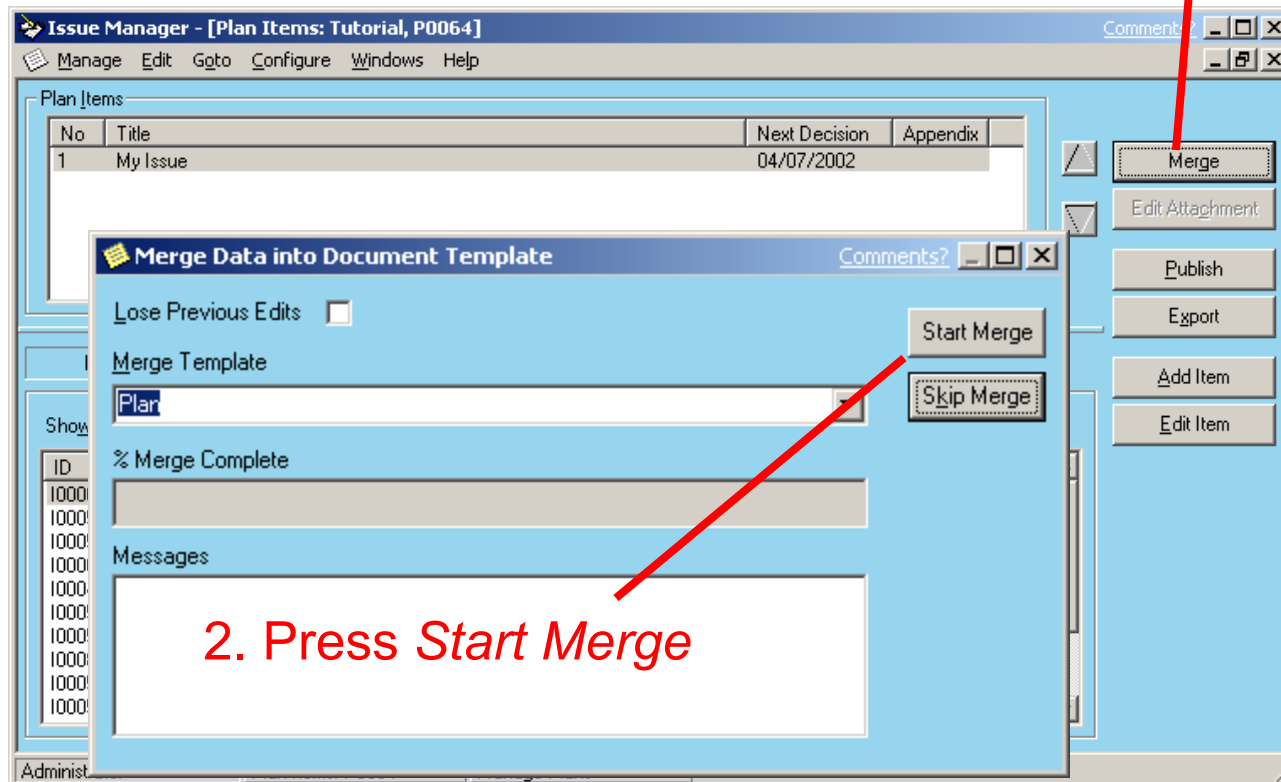 Issue Manager - [Plan Items: Tutorial, P0064] Comments?
Manage Edit Goto Configure Windows Help
Plan Items
No Title Next Decision Appendix
1 My Issue 04/07/2002
Merge
Edit Attachment
Publish
Export
Add Item
Edit Item
Merge Data into Document Template Comments?
Lose Previous Edits
Start Merge
Merge Template
Plan
Skip Merge
% Merge Complete
Messages
2. Press Start Merge
ID